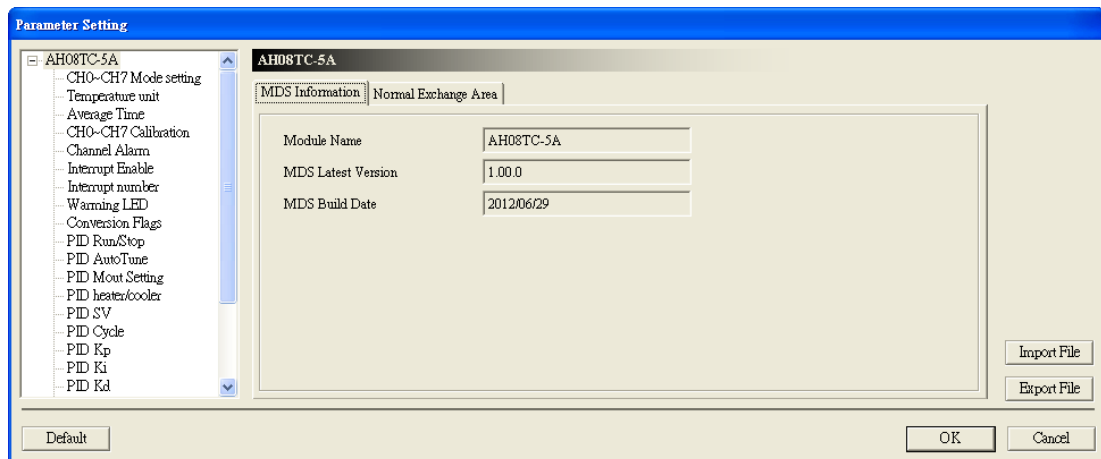 Parameter Setting
AH08TC-5A
CH0~CH7 Mode setting
Temperature unit
Average Time
CH0~CH7 Calibration
Channel Alarm
Interrupt Enable
Interrupt number
Warming LED
Conversion Flags
PID Run/Stop
PID AutoTune
PID Mout Setting
PID heater/cooler
PID SV
PID Cycle
PID Kp
PID Ki
PID Kd
AH08TC-5A
MDS Information Normal Exchange Area
Module Name AH08TC-5A
MDS Latest Version 1.00.0
MDS Build Date 2012/06/29
Import File
Export File
Default OK Cancel